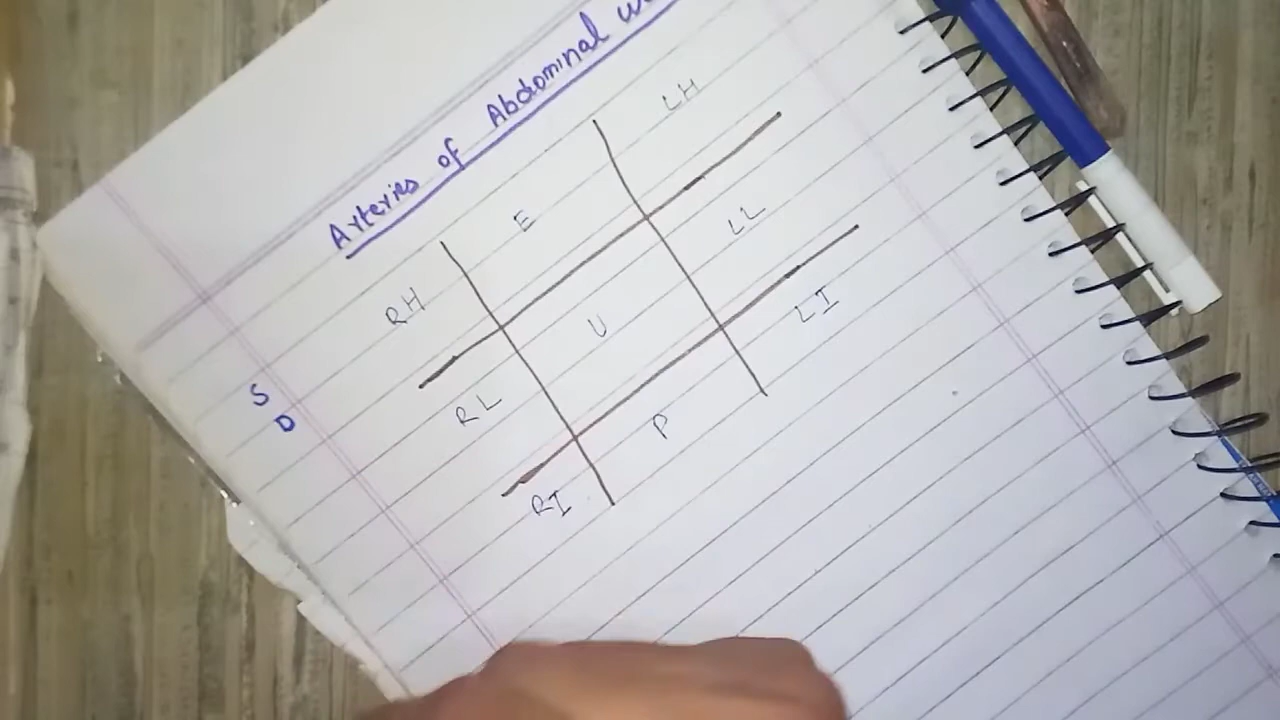 Arteries of Abdominal
RH E LH
RL U LL
RI P LI
S
D